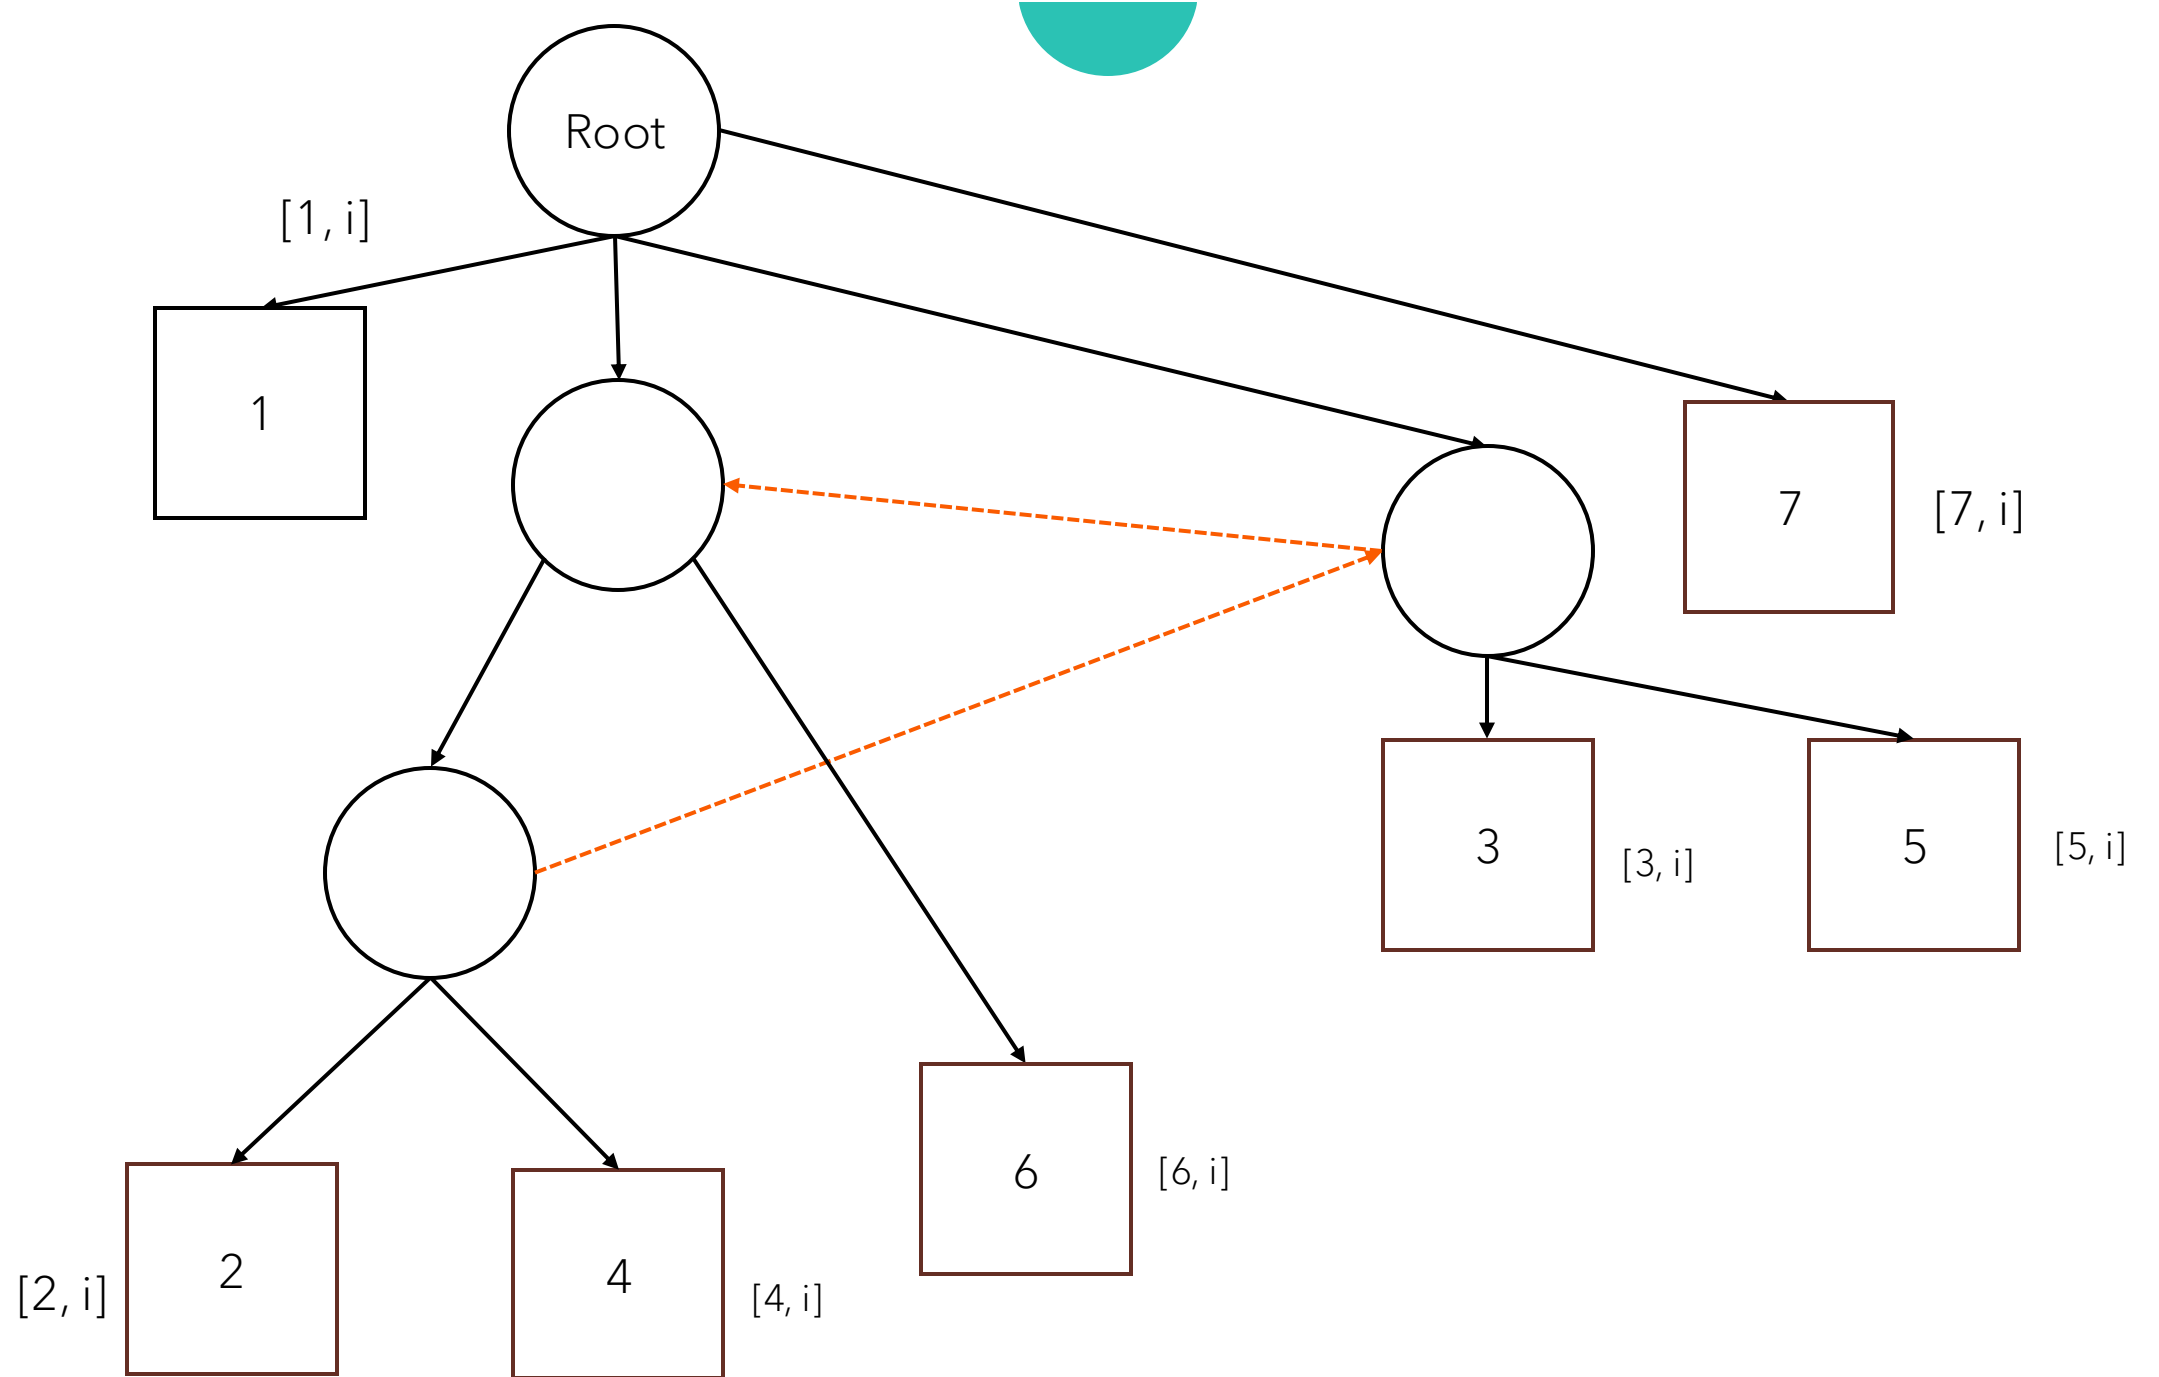 Root
[1, i]
1
7
[7, i]
3
[3, i]
5
[5, i]
6
[6, i]
2
[2, i]
4
[4, i]